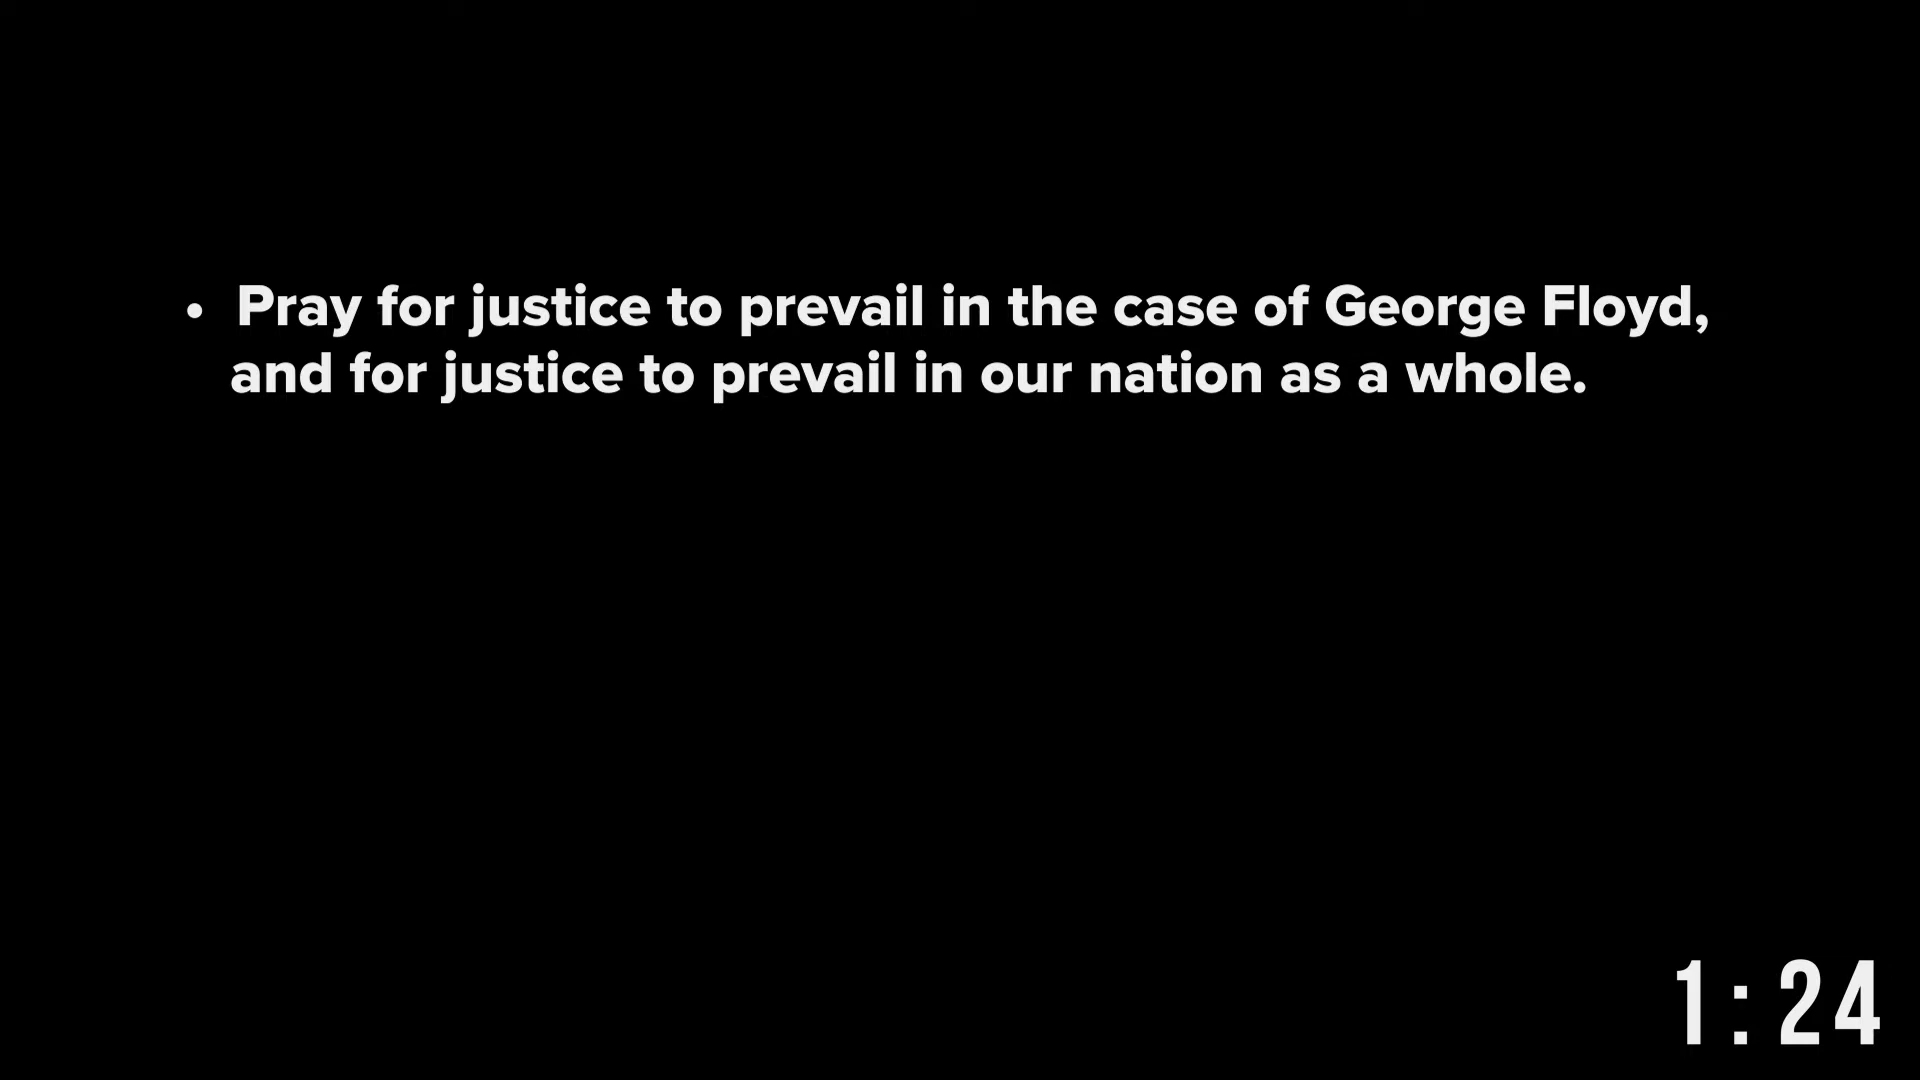 • Pray for justice to prevail in the case of George Floyd,
and for justice to prevail in our nation as a whole.
1:24